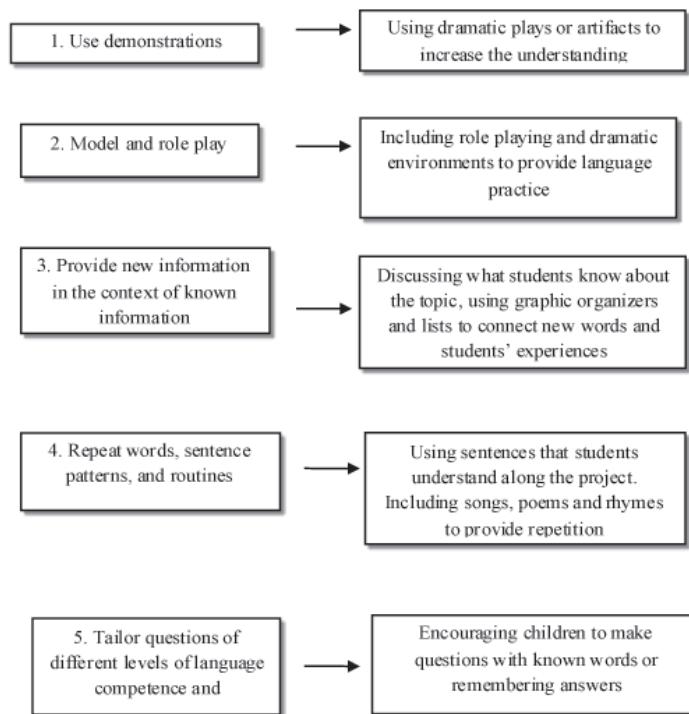 1. Use demonstrations
Using dramatic plays or artifacts to
increase the understanding
2. Model and role play
Including role playing and dramatic
environments to provide language
practice
3. Provide new information
in the context of known
information
Discussing what students know about
the topic, using graphic organizers
and lists to connect new words and
students’ experiences
4. Repeat words, sentence
patterns, and routines
Using sentences that students
understand along the project.
Including songs, poems and rhymes
to provide repetition
5. Tailor questions of
different levels of language
competence and
Encouraging children to make
questions with known words or
remembering answers